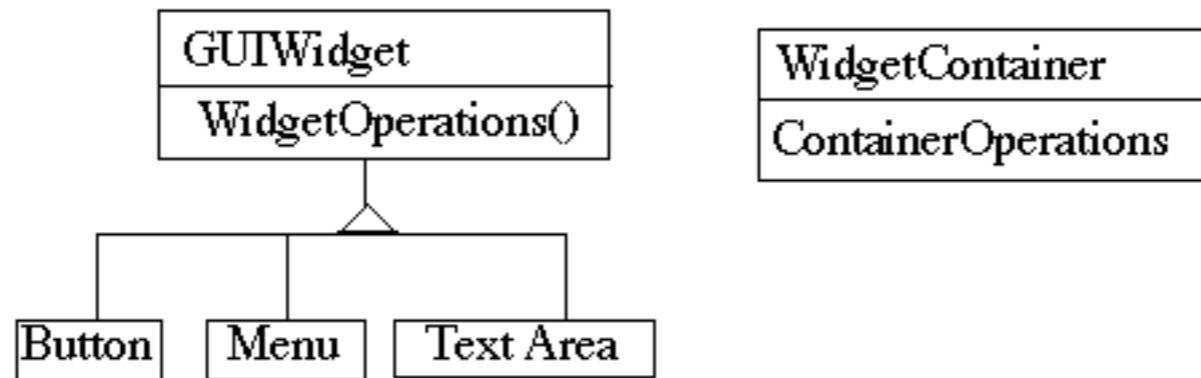 GUIWidget
WidgetOperations()
WidgetContainer
ContainerOperations
Button
Menu
Text Area